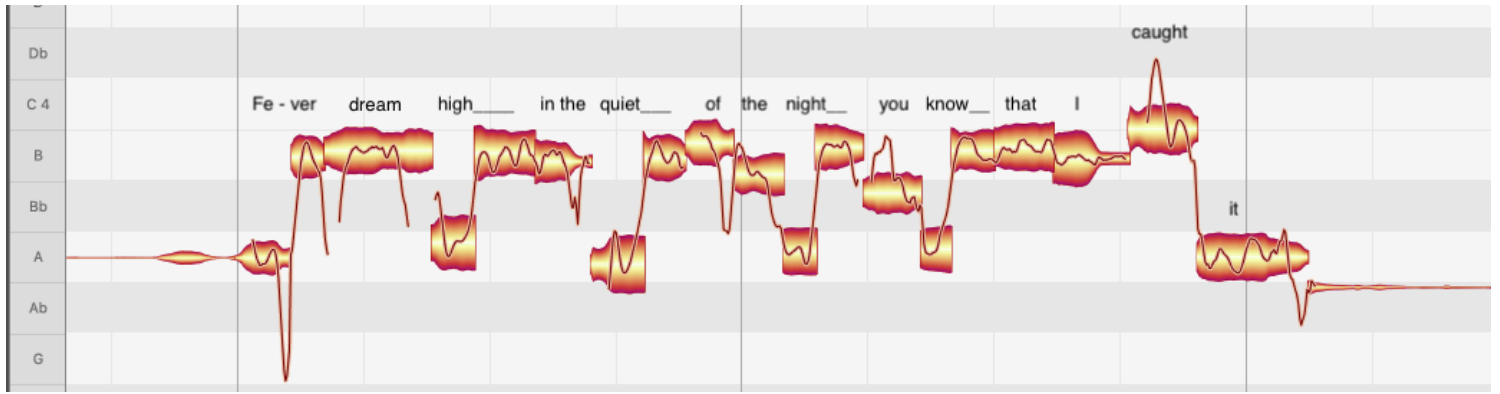 caught
Db
C 4 Fe - ver dream high____ in the quiet___ of the night__ you know__ that I
B
Bb it
A
Ab
G